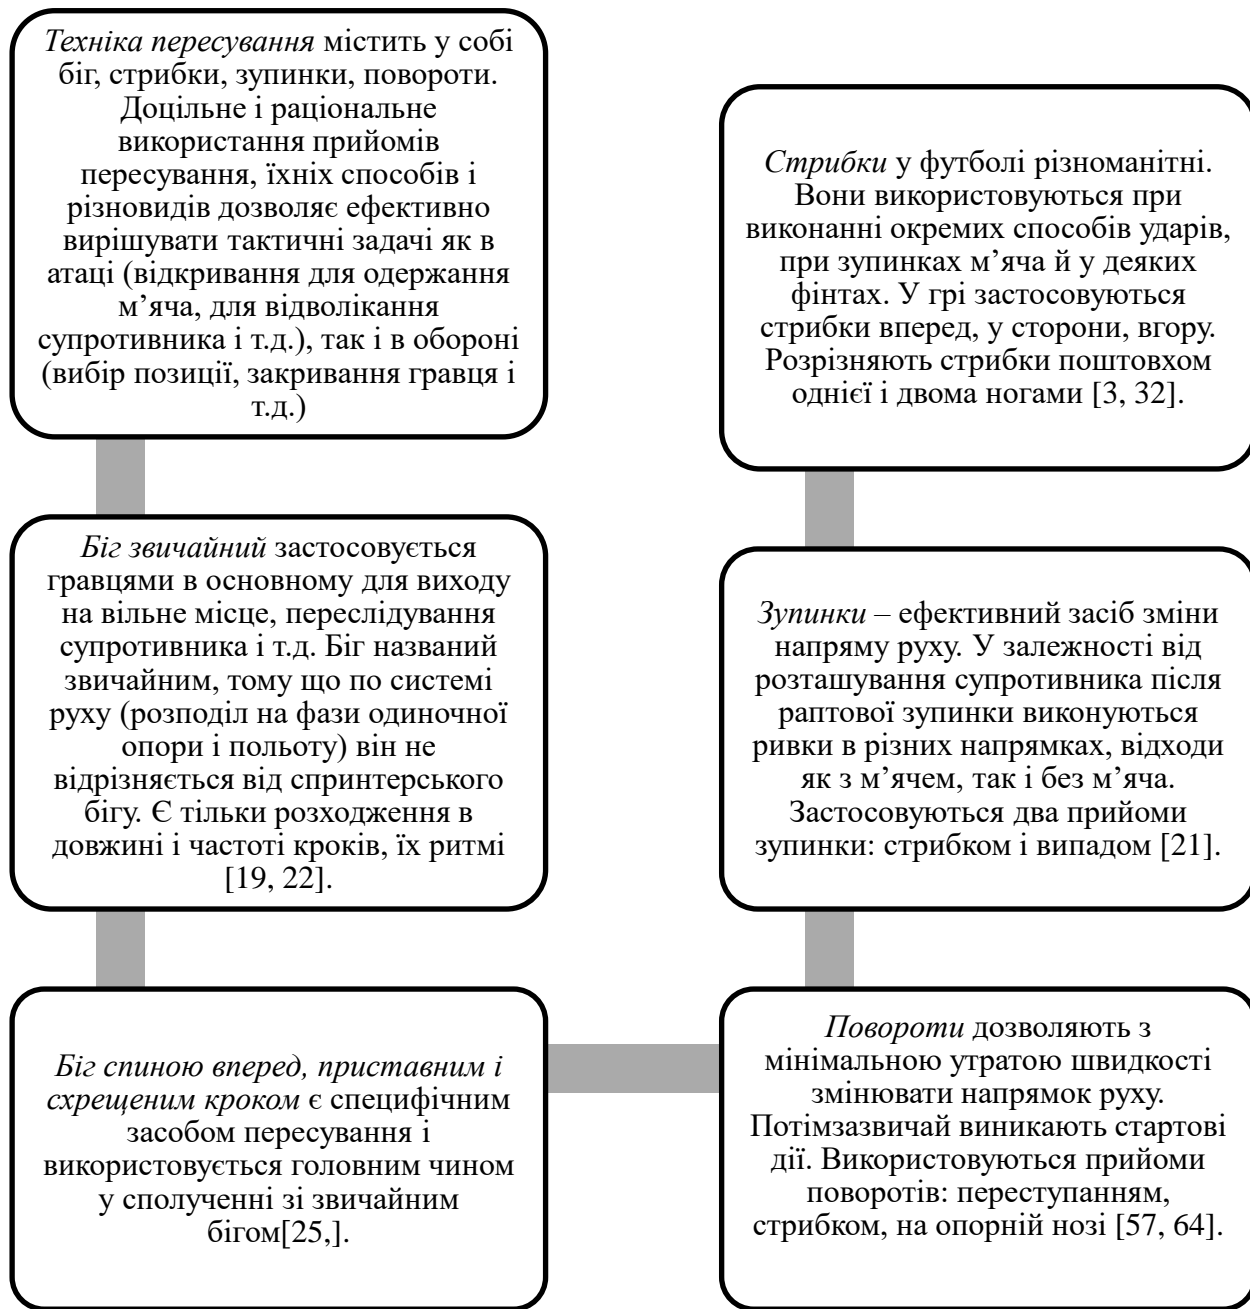 Техніка пересування містить у собі
біг, стрибки, зупинки, повороти.
Доцільне і раціональне
використання прийомів
пересування, їхніх способів і
різновидів дозволяє ефективно
вирішувати тактичні задачі як в
атаці (відкривання для одержання
м’яча, для відволікання
супротивника і т.д.), так і в обороні
(вибір позиції, закривання гравця і
т.д.)
Біг звичайний застосовується
гравцями в основному для виходу
на вільне місце, переслідування
супротивника і т.д. Біг названий
звичайним, тому що по системі
руху (розподіл на фази одиночної
опори і польоту) він не
відрізняється від спринтерського
бігу. Є тільки розходження в
довжині і частоті кроків, їх ритмі
[19, 22].
Біг спиною вперед, приставним і
схрещеним кроком є специфічним
засобом пересування і
використовується головним чином
у сполученні зі звичайним
бігом[25,].
Повороти дозволяють з
мінімальною утратою швидкості
змінювати напрямок руху.
Потімзазвичай виникають стартові
дії. Використовуються прийоми
поворотів: переступанням,
стрибком, на опорній нозі [57, 64].
Зупинки – ефективний засіб зміни
напряму руху. У залежності від
розташування супротивника після
раптової зупинки виконуються
ривки в різних напрямках, відходи
як з м’ячем, так і без м’яча.
Застосовуються два прийоми
зупинки: стрибком і випадом [21].
Стрибки у футболі різноманітні.
Вони використовуються при
виконанні окремих способів ударів,
при зупинках м’яча й у деяких
фінтах. У грі застосовуються
стрибки вперед, у сторони, вгору.
Розрізняють стрибки поштовхом
однієї і двома ногами [3, 32].